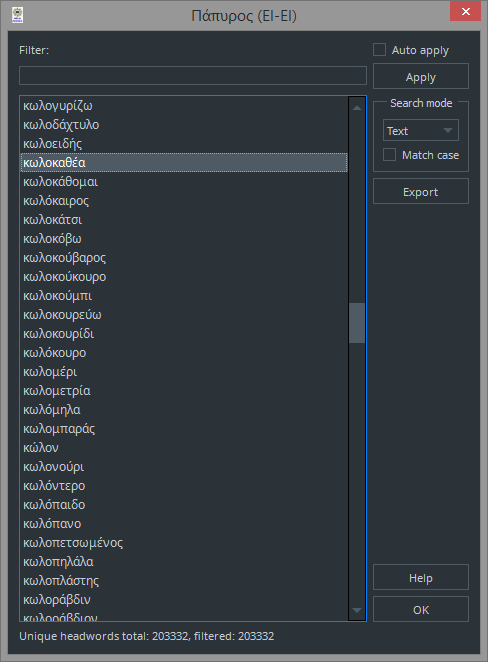 Πάπυρος (El-El)
Filter:
Auto apply
Apply
Search mode
Text
Match case
Export
κωλογυρίζω
κωλοδάχτυλο
κωλοειδής
κωλοκαθέα
κωλοκάθομαι
κωλόκαιρος
κωλοκάτσι
κωλοκόβω
κωλοκούβαρος
κωλοκούκουρο
κωλοκούμπι
κωλοκουρεύω
κωλοκουρίδι
κωλόκουρο
κωλομέρι
κωλομετρία
κωλόμηλα
κωλομπαράς
κώλον
κωλονούρι
κωλόντερο
κωλόπαιδο
κωλόπανο
κωλοπετσωμένος
κωλοπηλάλα
κωλοπλάστης
κωλοράβδιν
κωλοράβδιον
Help
OK
Unique headwords total: 203332, filtered: 203332